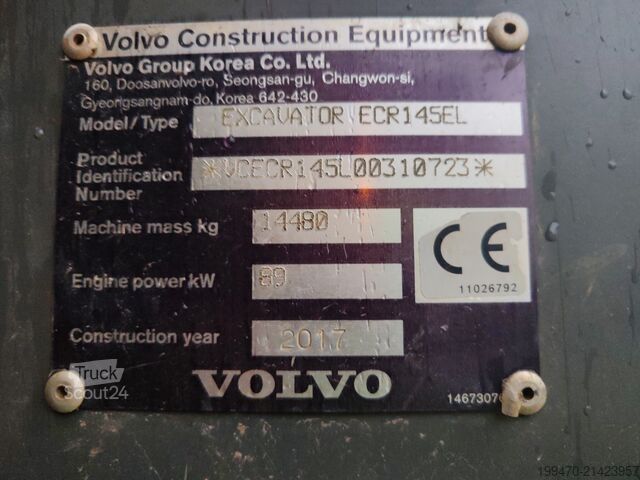 Volvo Construction Equipment
Volvo Group Korea Co. Ltd.
160, Doosanvolvo-ro, Seongsan-gu, Changwon-si,
Gyeongsangnam-do, Korea 642-430
Model/Type EXCAVATOR ECR145EL
Product Identification Number *VCECR145L00310723*
Machine mass kg 14480
Engine power kW 89
CE
11026792
Construction year 2017
VOLVO
Truck
Scout24
199470-21423957